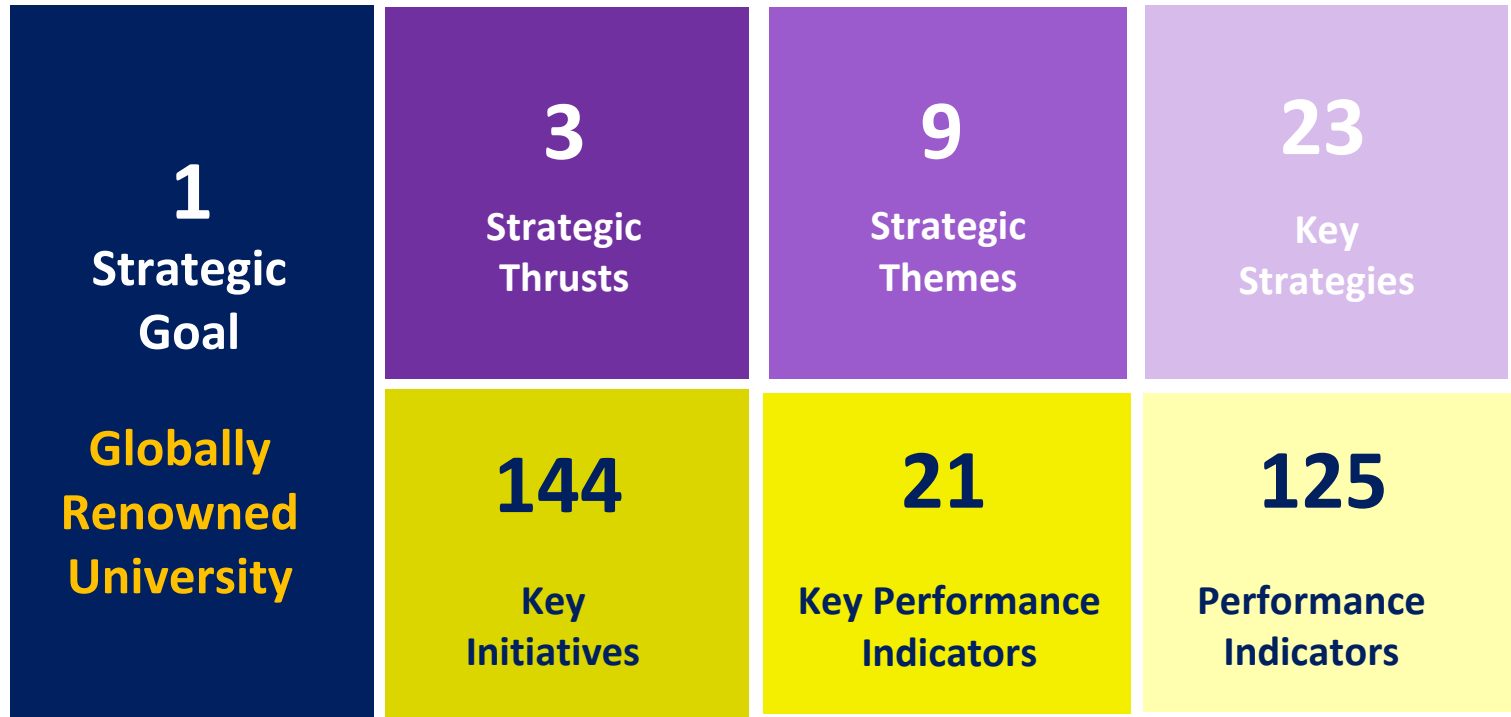 1
Strategic
Goal
Globally
Renowned
University
3
Strategic
Thrusts
9
Strategic
Themes
23
Key
Strategies
144
Key
Initiatives
21
Key Performance
Indicators
125
Performance
Indicators